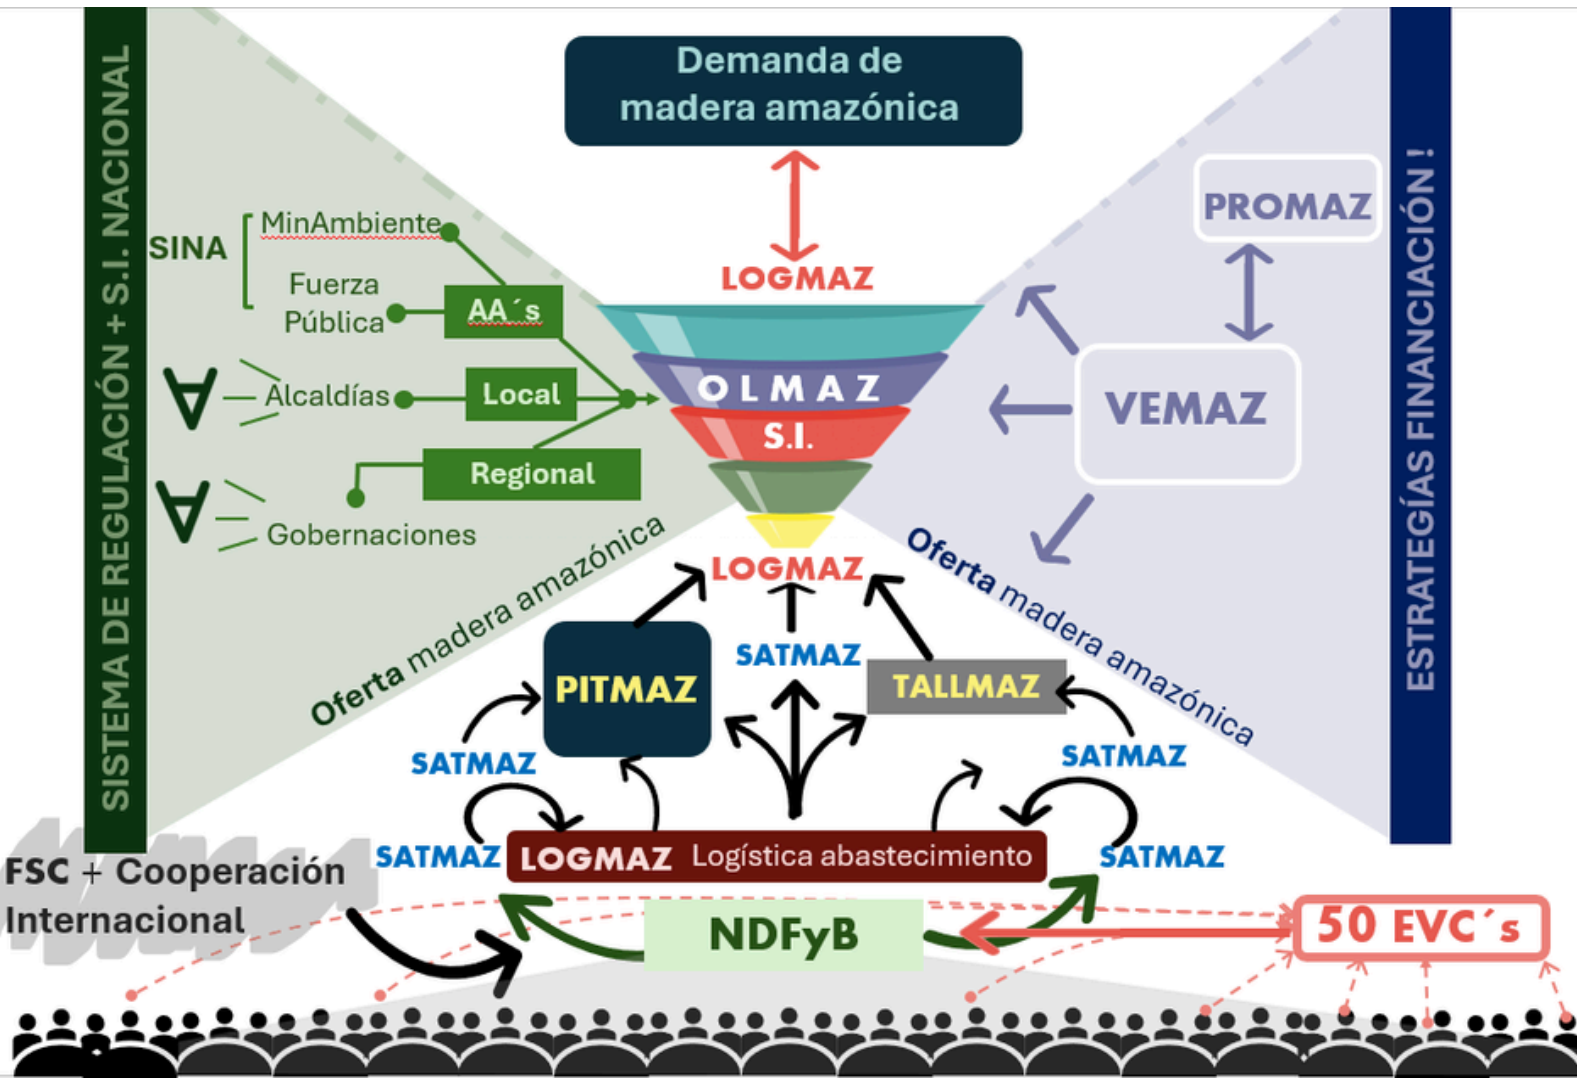 SISTEMA DE REGULACIÓN + S.I. NACIONAL
Demanda de
madera amazónica
LOGMAZ
SINA
MinAmbiente
Fuerza
Pública
AA´s
∀
Alcaldías
Local
∀
Regional
Gobernaciones
OLMAZ
S.I.
PROMAZ
VEMAZ
ESTRATEGÍAS FINANCIACIÓN !
Oferta madera amazónica
Oferta madera amazónica
LOGMAZ
PITMAZ
SATMAZ
TALLMAZ
SATMAZ
SATMAZ
SATMAZ
LOGMAZ Logística abastecimiento
SATMAZ
FSC + Cooperación
Internacional
NDFyB
50 EVC´s